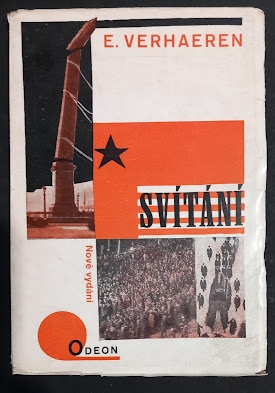 E. VERHAEREN
SVÍTÁNÍ
Nové vydání
ODEON